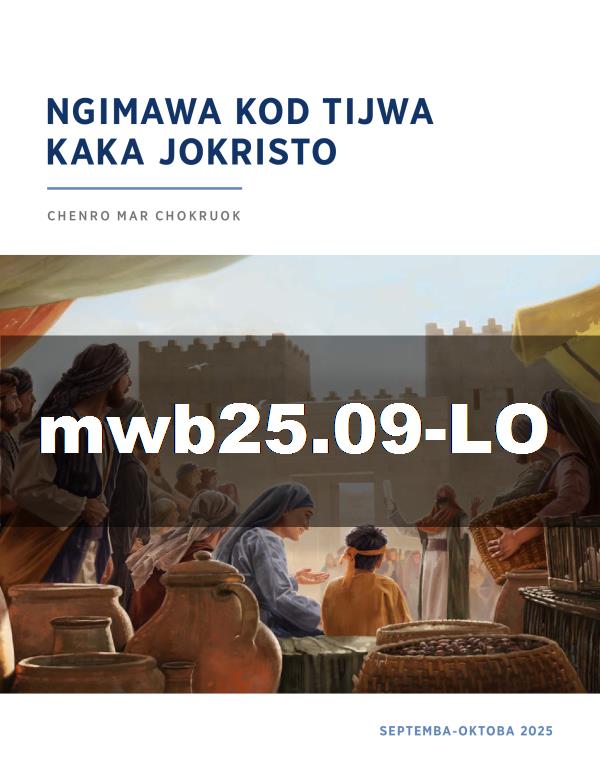 NGIMAWA KOD TIJWA
KAKA JOKRISTO
CHENRO MAR CHOKRUOK
mwb25.09-LO
SEPTEMBA-OKTOBA 2025